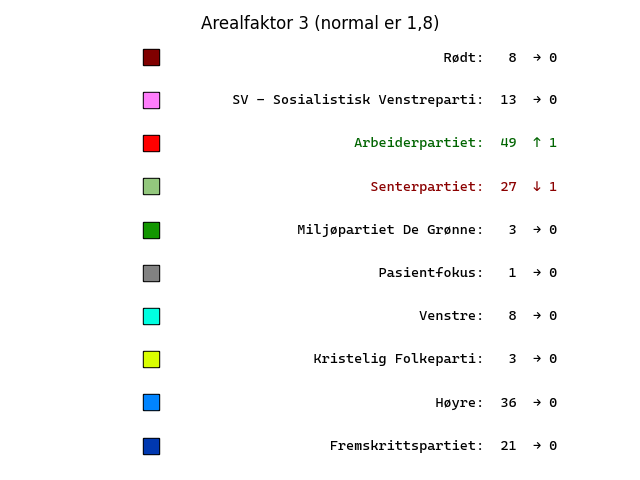 Arealfaktor 3 (normal er 1,8)
Rødt: 8 → 0
SV - Sosialistisk Venstreparti: 13 → 0
Arbeiderpartiet: 49 ↑ 1
Senterpartiet: 27 ↓ 1
Miljøpartiet De Grønne: 3 → 0
Pasientfokus: 1 → 0
Venstre: 8 → 0
Kristelig Folkeparti: 3 → 0
Høyre: 36 → 0
Fremskrittspartiet: 21 → 0